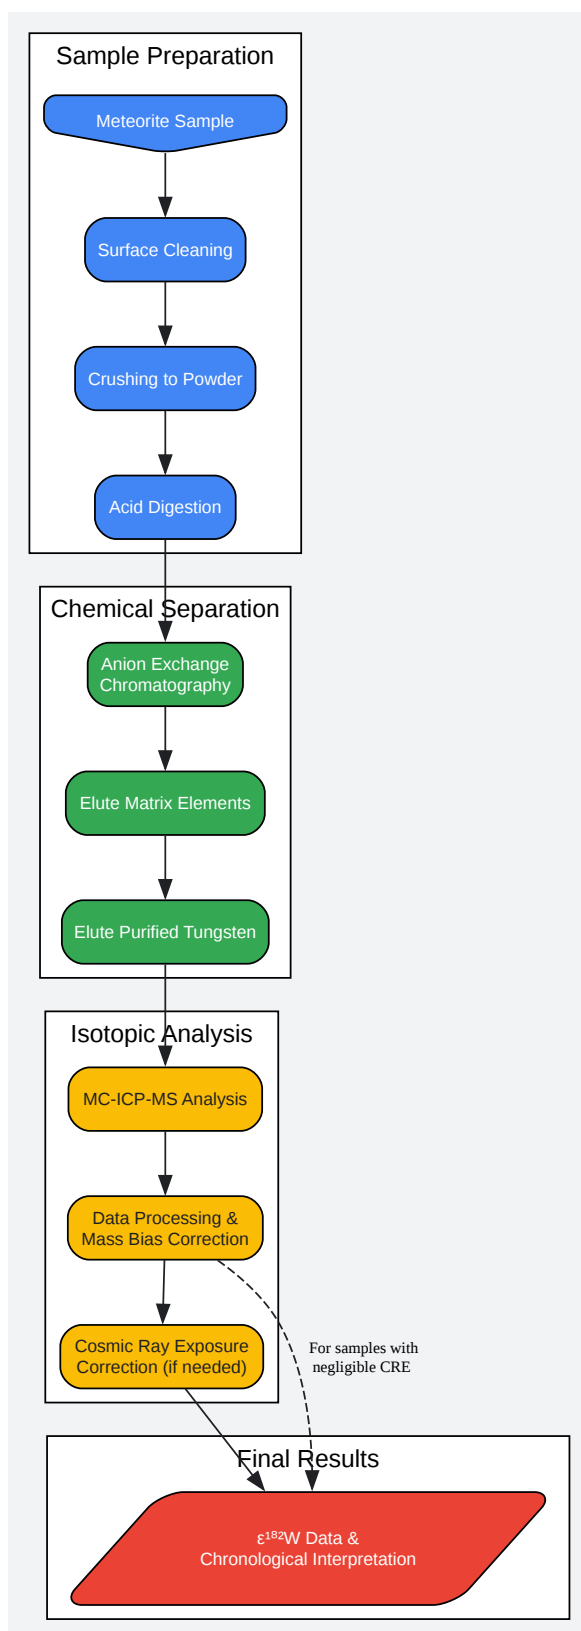 Sample Preparation
Meteorite Sample
Surface Cleaning
Crushing to Powder
Acid Digestion
Chemical Separation
Anion Exchange
Chromatography
Elute Matrix Elements
Elute Purified Tungsten
Isotopic Analysis
MC-ICP-MS Analysis
Data Processing &
Mass Bias Correction
Cosmic Ray Exposure
Correction (if needed)
For samples with
negligible CRE
Final Results
ε¹⁸²W Data &
Chronological Interpretation